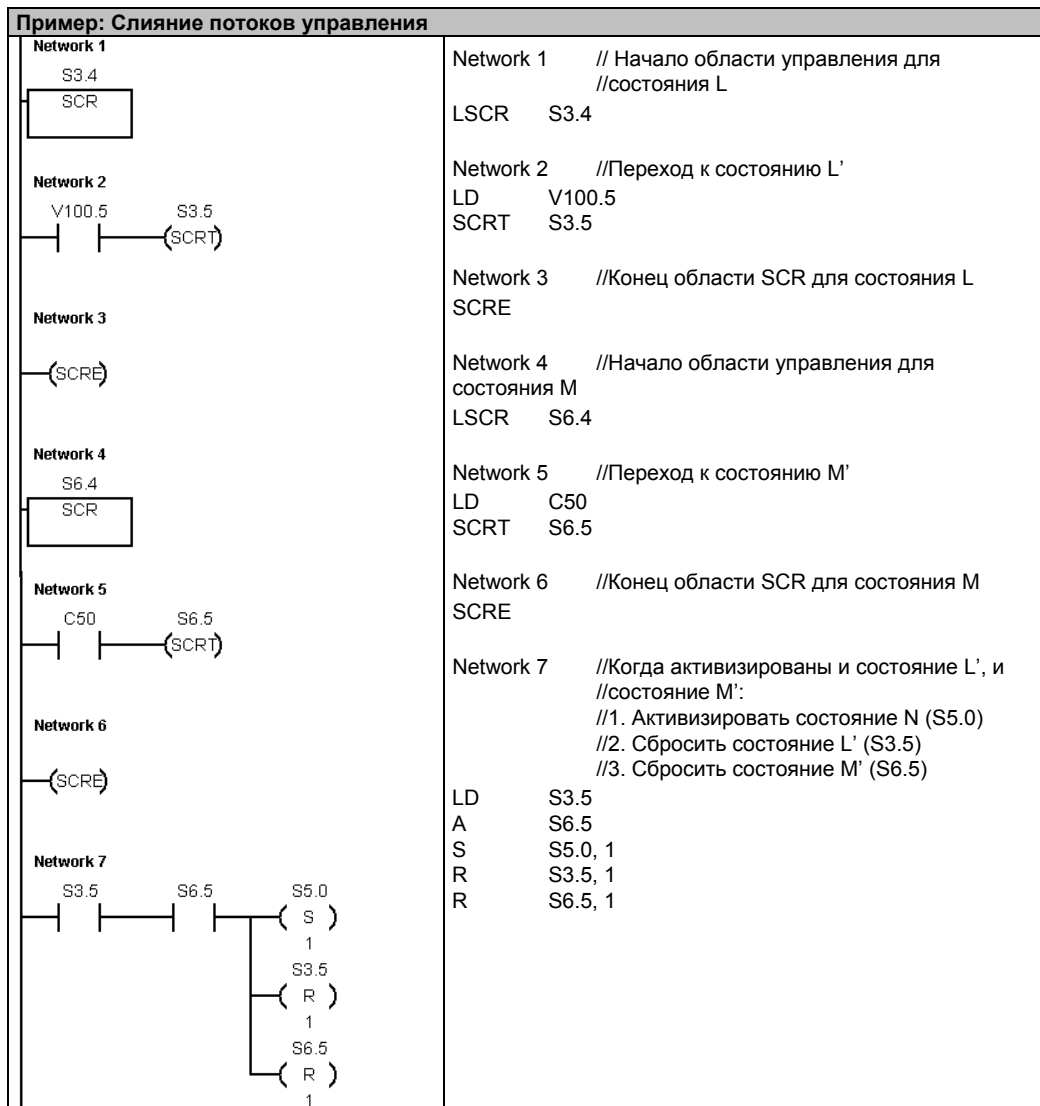 Пример: Слияние потоков управления
Network 1
S3.4
SCR
Network 2
V100.5 S3.5
SCRT
Network 3
SCRE
Network 4
S6.4
SCR
Network 5
C50 S6.5
SCRT
Network 6
SCRE
Network 7
S3.5 S6.5 S5.0
S
1
S3.5
R
1
S6.5
R
1
Network 1 // Начало области управления для
//состояния L
LSCR S3.4
Network 2 //Переход к состоянию L’
LD V100.5
SCRT S3.5
Network 3 //Конец области SCR для состояния L
SCRE
Network 4 //Начало области управления для
состояния M
LSCR S6.4
Network 5 //Переход к состоянию M’
LD C50
SCRT S6.5
Network 6 //Конец области SCR для состояния M
SCRE
Network 7 //Когда активизированы и состояние L’, и
//состояние M’:
//1. Активизировать состояние N (S5.0)
//2. Сбросить состояние L’ (S3.5)
//3. Сбросить состояние M’ (S6.5)
LD S3.5
A S6.5
S S5.0, 1
R S3.5, 1
R S6.5, 1